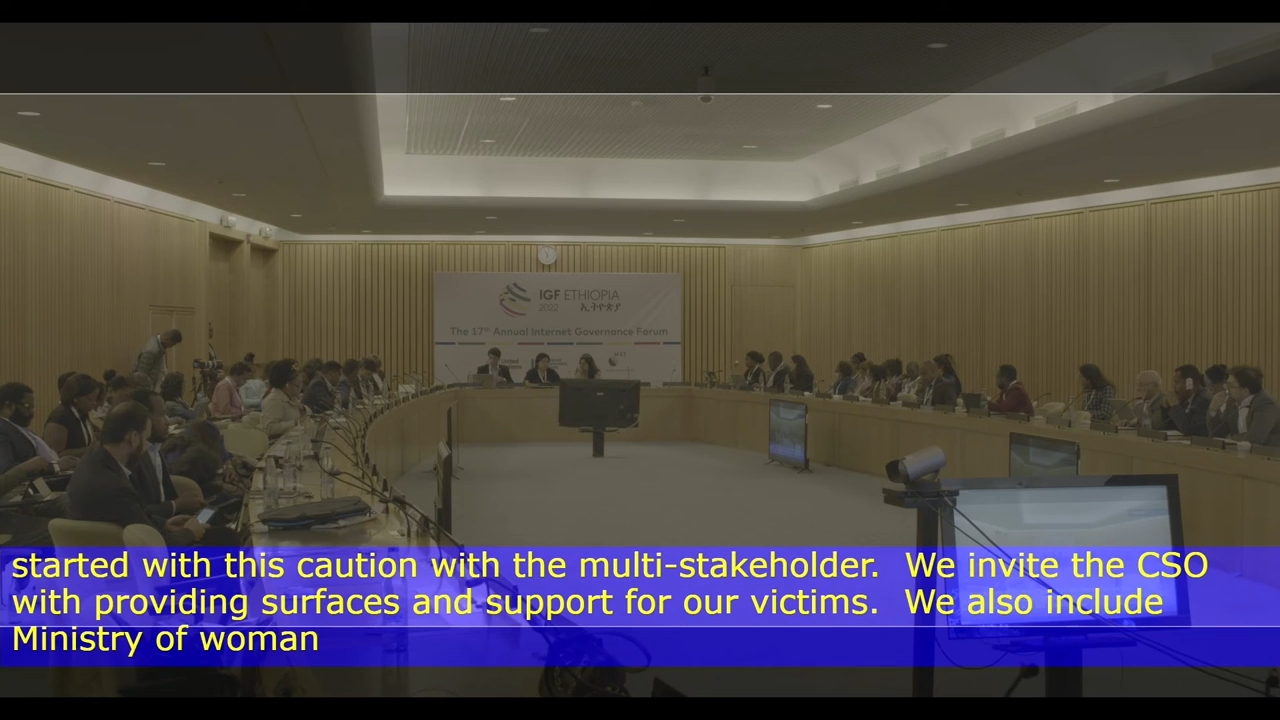 IGF ETHIOPIA
2022 ኢትዮጵያ
The 17th Annual Internet Governance Forum
started with this caution with the multi-stakeholder. We invite the CSO
with providing surfaces and support for our victims. We also include
Ministry of woman